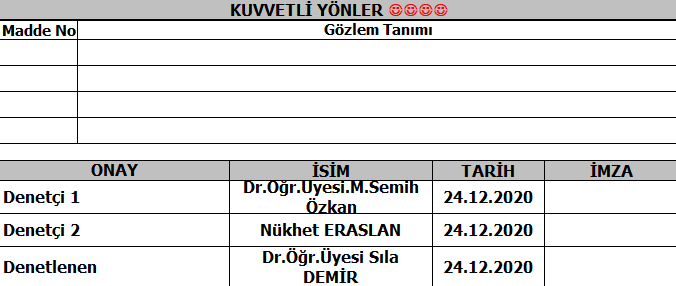 KUVVETLİ YÖNLER ☺☺☺☺
Madde No Gözlem Tanımı
ONAY İSİM TARİH İMZA
Denetçi 1 Dr.Öğr.Üyesi.M.Semih Özkan 24.12.2020
Denetçi 2 Nükhet ERASLAN 24.12.2020
Denetlenen Dr.Öğr.Üyesi Sıla DEMİR 24.12.2020